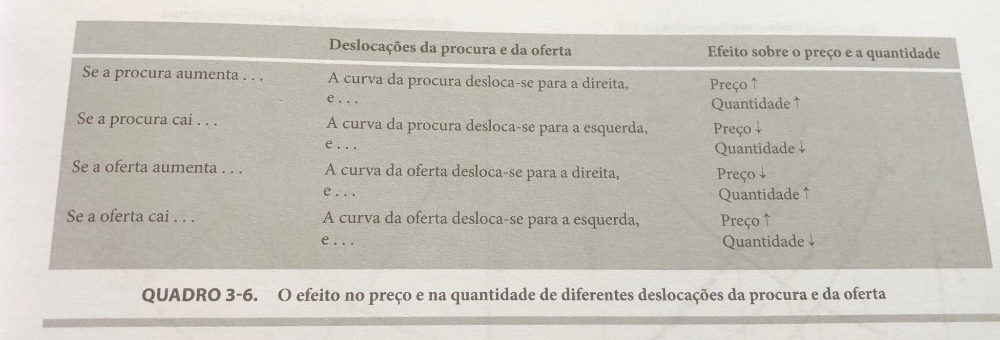 Deslocações da procura e da oferta Efeito sobre o preço e a quantidade
Se a procura aumenta . . . A curva da procura desloca-se para a direita, Preço ↑
e . . . Quantidade ↑
Se a procura cai . . . A curva da procura desloca-se para a esquerda, Preço ↓
e . . . Quantidade ↓
Se a oferta aumenta . . . A curva da oferta desloca-se para a direita, Preço ↓
e . . . Quantidade ↑
Se a oferta cai . . . A curva da oferta desloca-se para a esquerda, Preço ↑
e . . . Quantidade ↓
QUADRO 3-6. O efeito no preço e na quantidade de diferentes deslocações da procura e da oferta